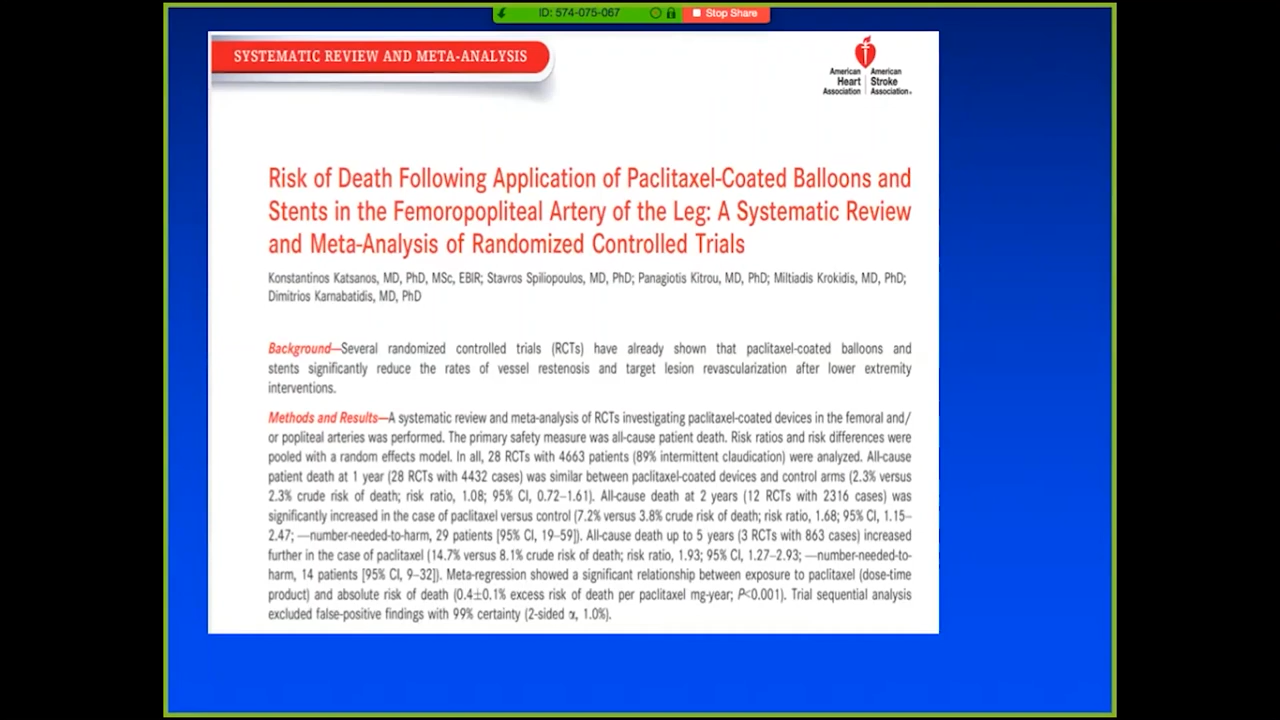 ID: 574-075-067
Stop Share
SYSTEMATIC REVIEW AND META-ANALYSIS
American Heart Association
American Stroke Association®
Risk of Death Following Application of Paclitaxel-Coated Balloons and
Stents in the Femoropopliteal Artery of the Leg: A Systematic Review
and Meta-Analysis of Randomized Controlled Trials
Konstantinos Katsanos, MD, PhD, MSc, EBIR; Stavros Spiliopoulos, MD, PhD; Panagiotis Kitrou, MD, PhD; Miltiadis Krokidis, MD, PhD;
Dimitrios Karnabatidis, MD, PhD
Background—Several randomized controlled trials (RCTs) have already shown that paclitaxel-coated balloons and
stents significantly reduce the rates of vessel restenosis and target lesion revascularization after lower extremity
interventions.
Methods and Results—A systematic review and meta-analysis of RCTs investigating paclitaxel-coated devices in the femoral and/
or popliteal arteries was performed. The primary safety measure was all-cause patient death. Risk ratios and risk differences were
pooled with a random effects model. In all, 28 RCTs with 4663 patients (89% intermittent claudication) were analyzed. All-cause
patient death at 1 year (28 RCTs with 4432 cases) was similar between paclitaxel-coated devices and control arms (2.3% versus
2.3% crude risk of death; risk ratio, 1.08; 95% CI, 0.72–1.61). All-cause death at 2 years (12 RCTs with 2316 cases) was
significantly increased in the case of paclitaxel versus control (7.2% versus 3.8% crude risk of death; risk ratio, 1.68; 95% CI, 1.15–
2.47; —number-needed-to-harm, 29 patients [95% CI, 19–59]). All-cause death up to 5 years (3 RCTs with 863 cases) increased
further in the case of paclitaxel (14.7% versus 8.1% crude risk of death; risk ratio, 1.93; 95% CI, 1.27–2.93; —number-needed-to-
harm, 14 patients [95% CI, 9–32]). Meta-regression showed a significant relationship between exposure to paclitaxel (dose-time
product) and absolute risk of death (0.4±0.1% excess risk of death per paclitaxel mg-year; P<0.001). Trial sequential analysis
excluded false-positive findings with 99% certainty (2-sided α, 1.0%).